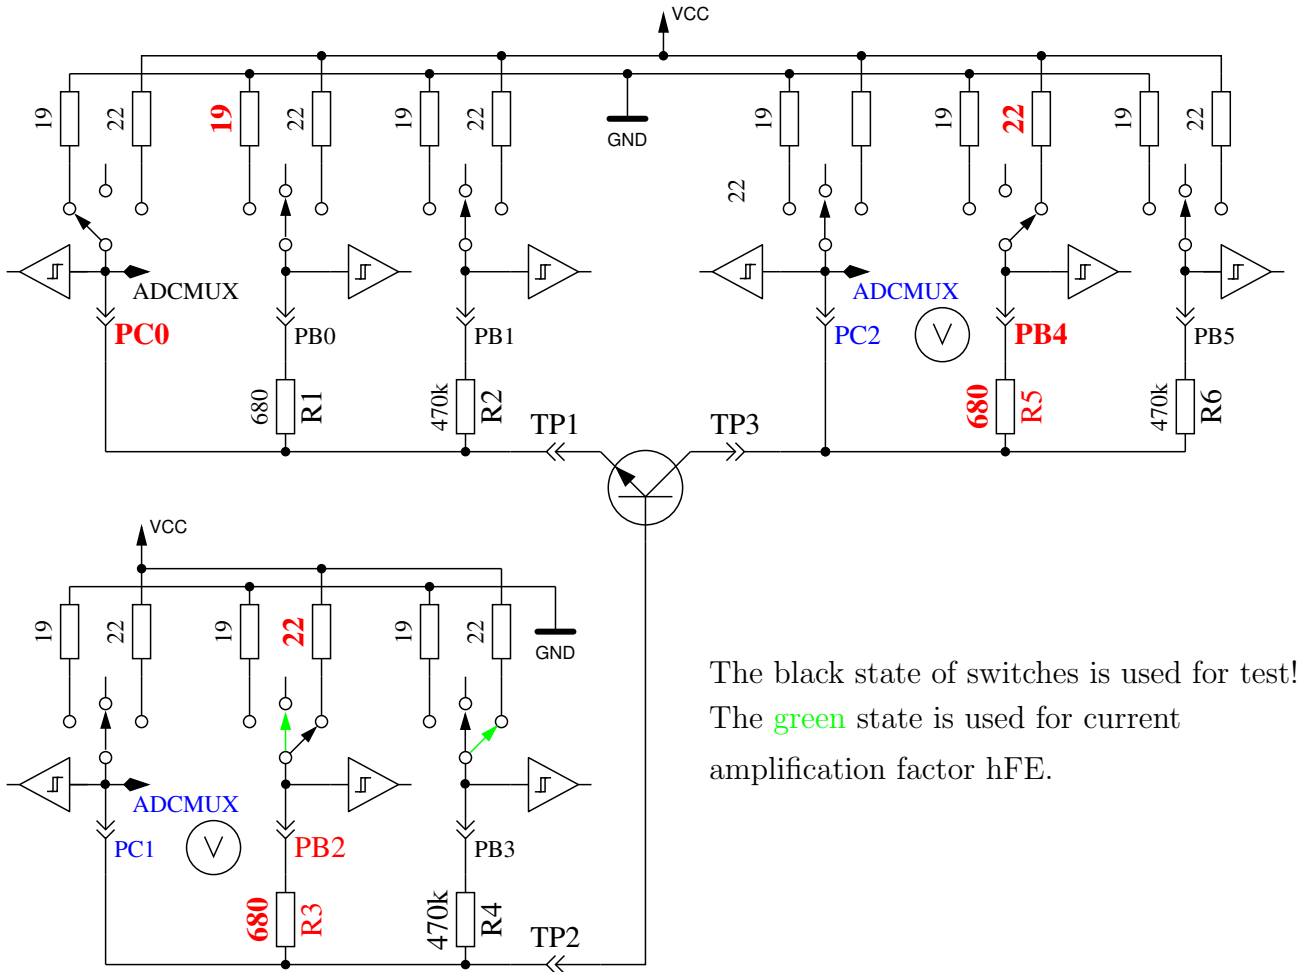 VCC
19
22
19
22
19
22
GND
19
22
19
22
19
22
ADCMUX
ADCMUX
PC0
PB0
PB1
PC2
V
PB4
PB5
680
R1
470k
R2
680
R5
470k
R6
TP1
TP3
VCC
19
22
19
22
19
22
GND
The black state of switches is used for test!
The green state is used for current
amplification factor hFE.
ADCMUX
PC1
V
PB2
PB3
680
R3
470k
R4
TP2